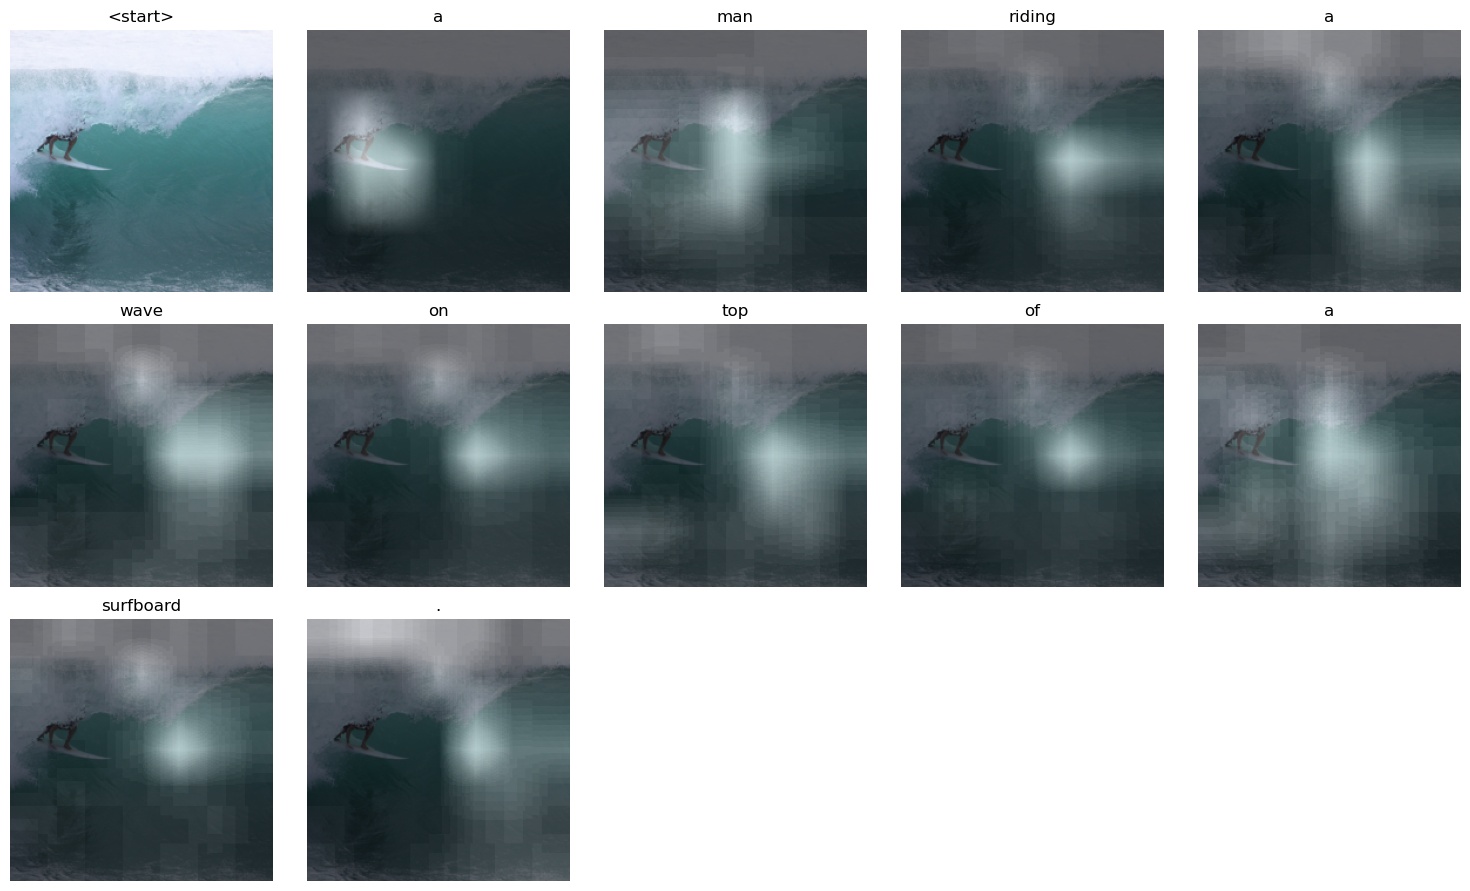 <start> a man riding a
wave on top of a
surfboard .